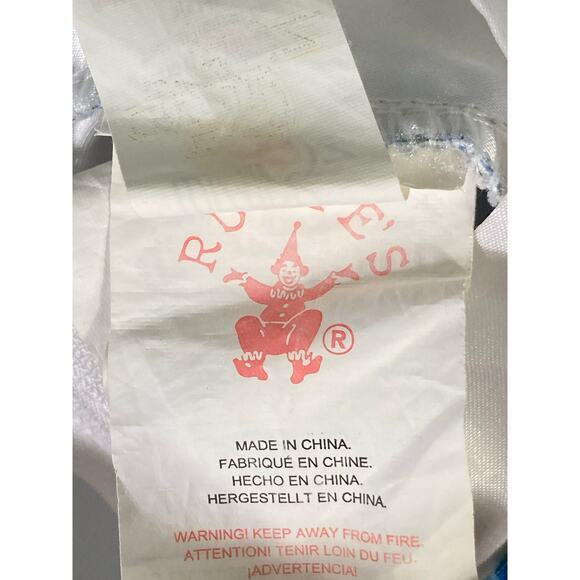 RU E'S
®
MADE IN CHINA.
FABRIQUÉ EN CHINE.
HECHO EN CHINA.
HERGESTELLT EN CHINA.
WARNING! KEEP AWAY FROM FIRE.
ATTENTION! TENIR LOIN DU FEU.
¡ADVERTENCIA!